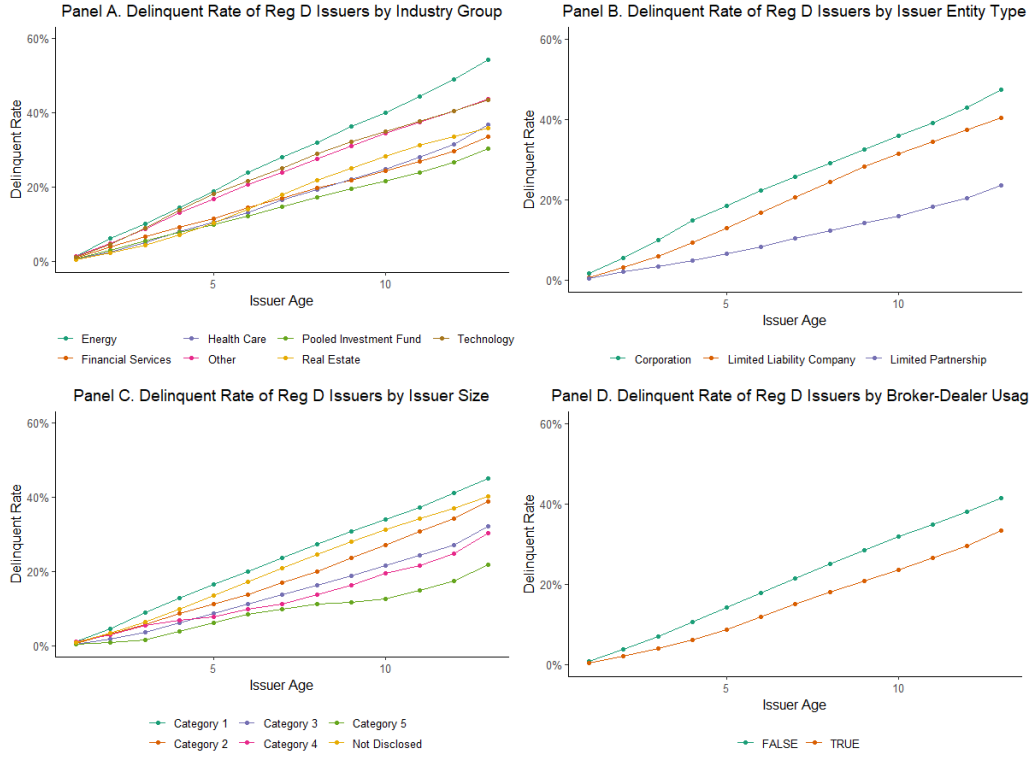 Panel A. Delinquent Rate of Reg D Issuers by Industry Group
60%
40%
20%
0%
Delinquent Rate
5
10
Issuer Age
Energy
Health Care
Pooled Investment Fund
Technology
Financial Services
Other
Real Estate
Panel B. Delinquent Rate of Reg D Issuers by Issuer Entity Type
60%
40%
20%
0%
Delinquent Rate
5
10
Issuer Age
Corporation
Limited Liability Company
Limited Partnership
Panel C. Delinquent Rate of Reg D Issuers by Issuer Size
60%
40%
20%
0%
Delinquent Rate
5
10
Issuer Age
Category 1
Category 3
Category 5
Category 2
Category 4
Not Disclosed
Panel D. Delinquent Rate of Reg D Issuers by Broker-Dealer Usag
60%
40%
20%
0%
Delinquent Rate
5
10
Issuer Age
FALSE
TRUE